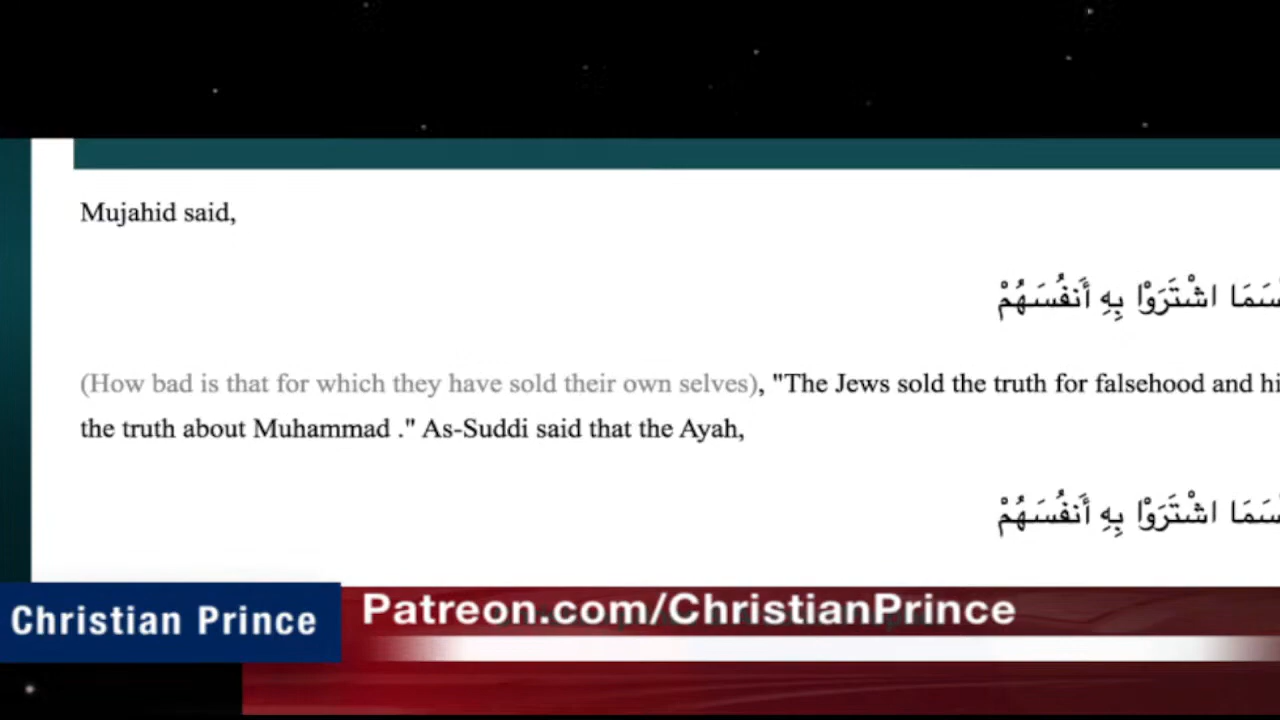 Mujahid said,
اشْتَرَوْا بِهِ أَنفُسَهُمْ
(How bad is that for which they have sold their own selves), "The Jews sold the truth for falsehood and
the truth about Muhammad ." As-Suddi said that the Ayah,
اشْتَرَوْا بِهِ أَنفُسَهُمْ
Christian Prince
Patreon.com/ChristianPrince